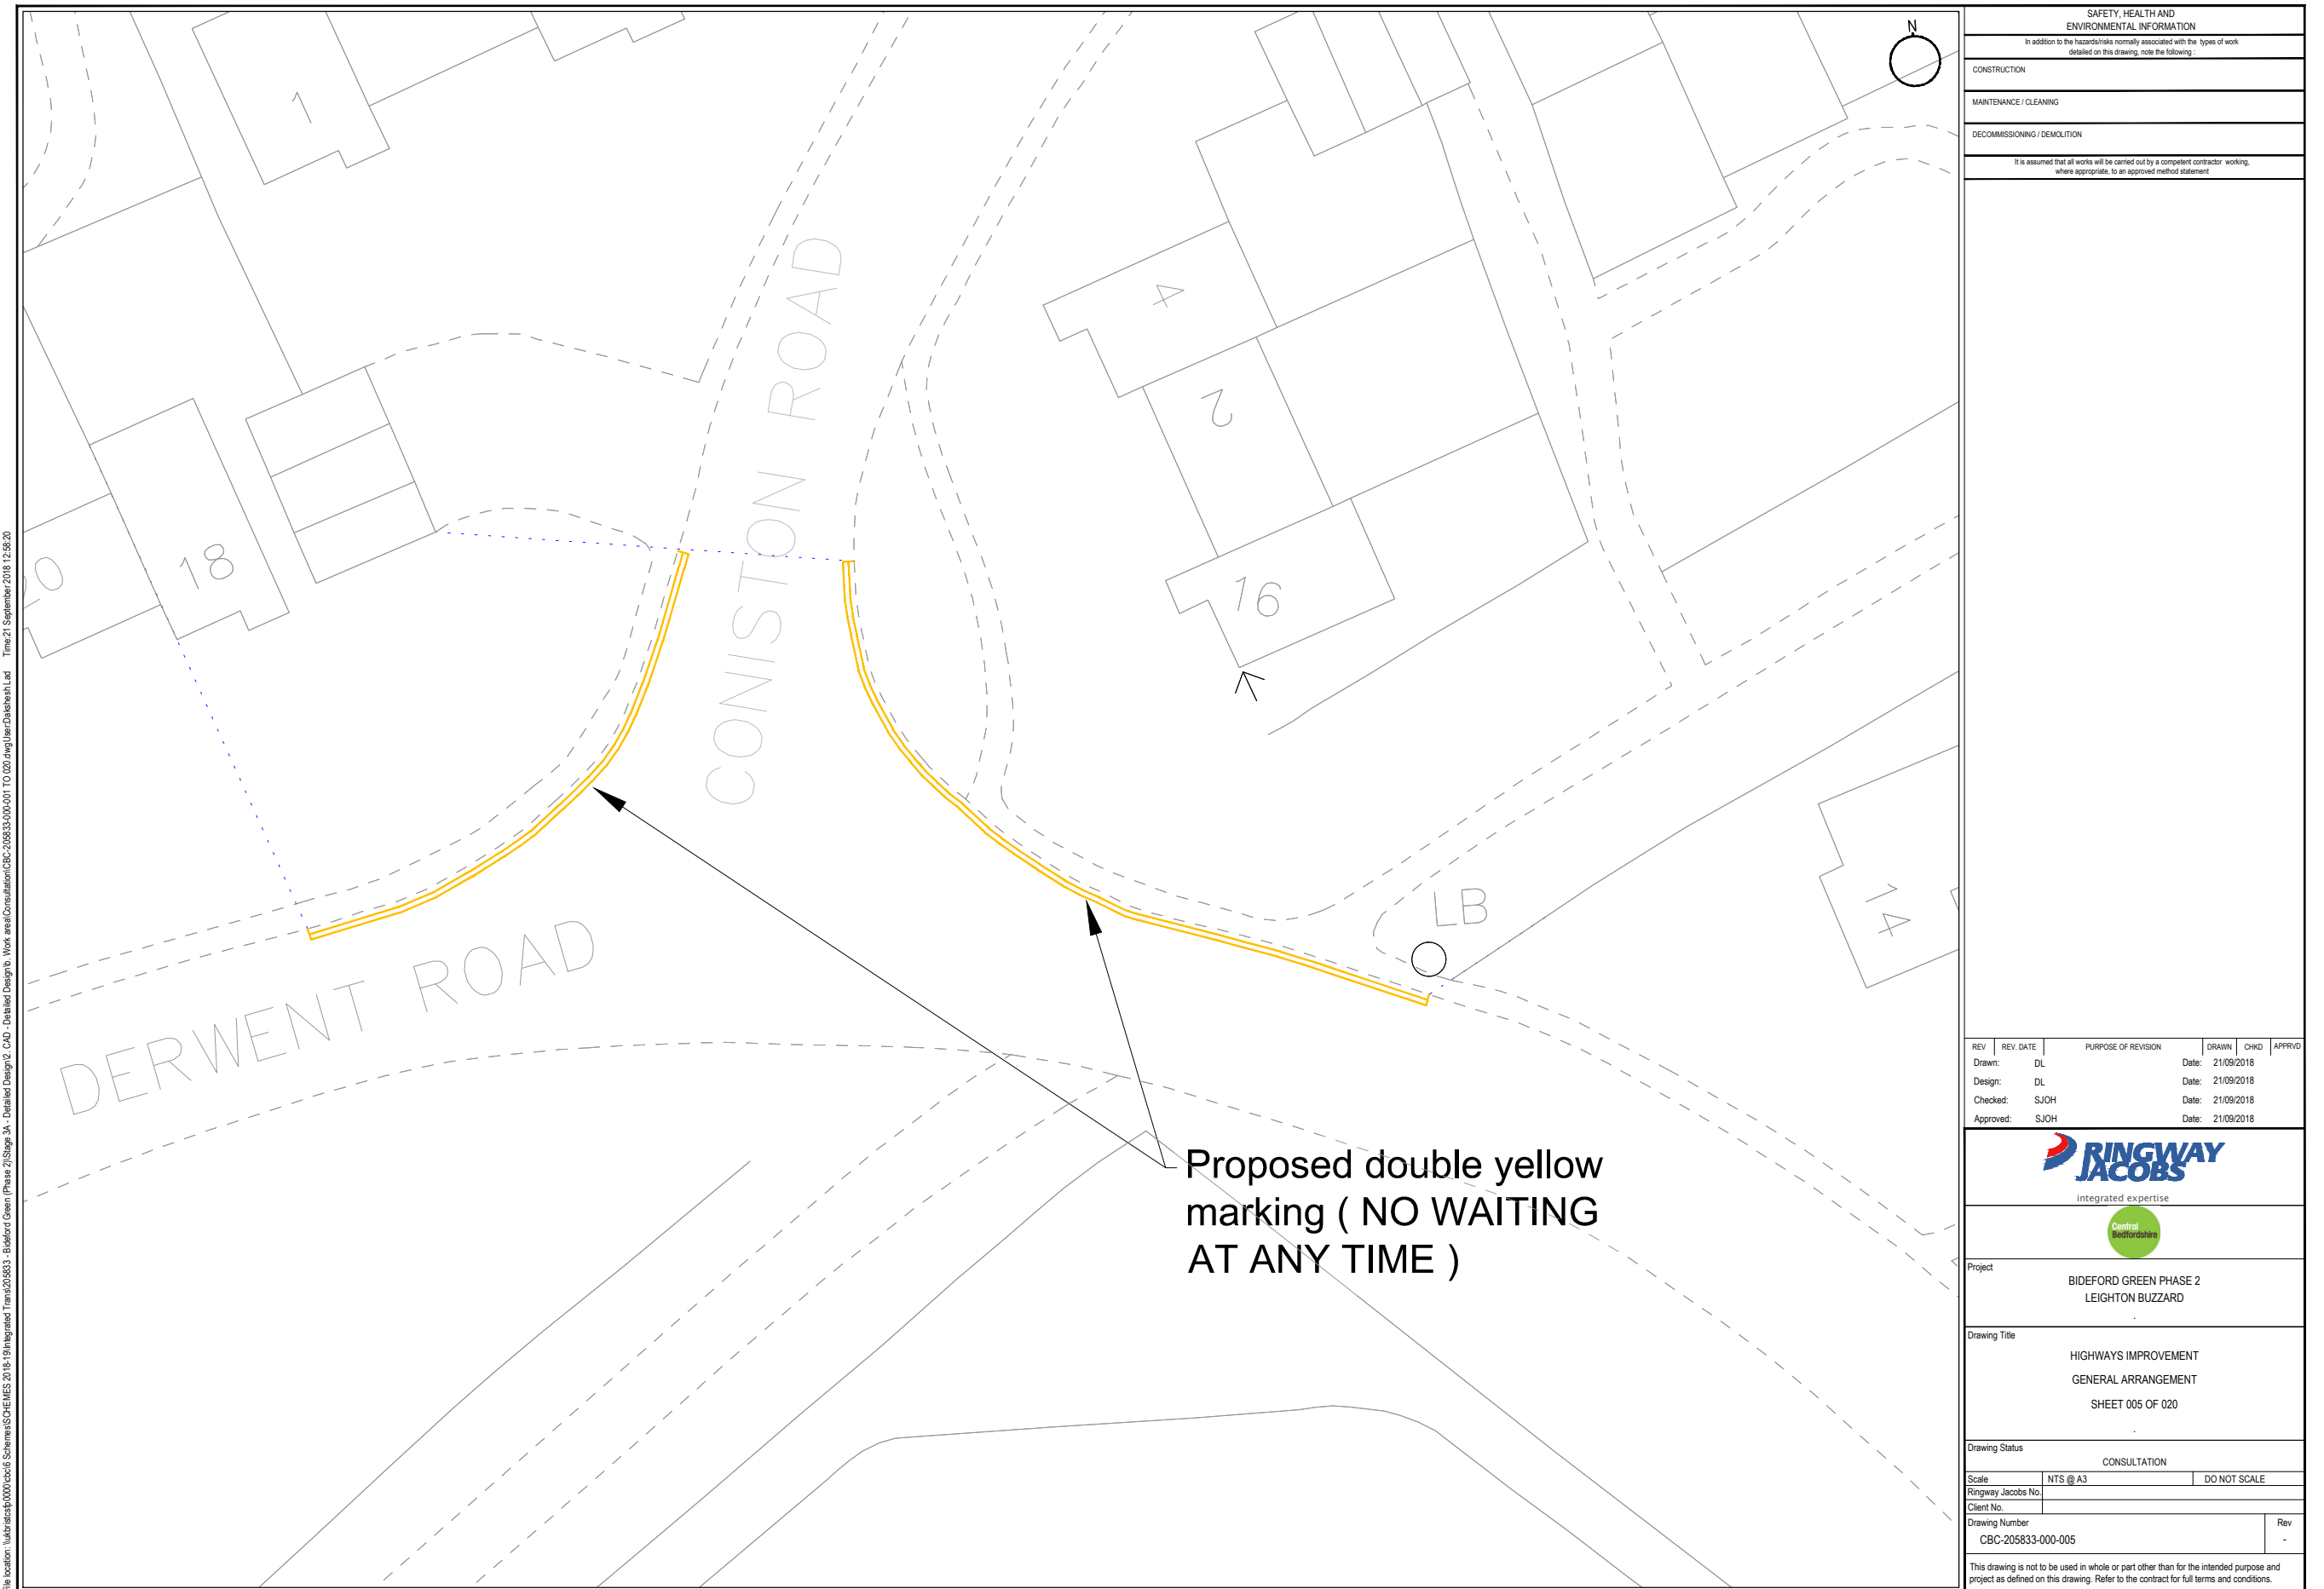 N
1
CONISTON ROAD
4
2
20
18
16
LB
14
DERWENT ROAD
Proposed double yellow
marking ( NO WAITING
AT ANY TIME )
SAFETY, HEALTH AND
ENVIRONMENTAL INFORMATION
In addition to the hazards/risks normally associated with the types of work
detailed on this drawing, note the following :
CONSTRUCTION
MAINTENANCE / CLEANING
DECOMMISSIONING / DEMOLITION
It is assumed that all works will be carried out by a competent contractor working,
where appropriate, to an approved method statement
REV REV. DATE PURPOSE OF REVISION DRAWN CHKD APPRVD
Drawn: DL Date: 21/09/2018
Design: DL Date: 21/09/2018
Checked: SJOH Date: 21/09/2018
Approved: SJOH Date: 21/09/2018
RINGWAY
JACOBS
integrated expertise
Central
Bedfordshire
Project
BIDEFORD GREEN PHASE 2
LEIGHTON BUZZARD
.
Drawing Title
HIGHWAYS IMPROVEMENT
GENERAL ARRANGEMENT
SHEET 005 OF 020
.
Drawing Status
CONSULTATION
Scale NTS @ A3 DO NOT SCALE
Ringway Jacobs No.
Client No.
Drawing Number Rev
CBC-205833-000-005 -
This drawing is not to be used in whole or part other than for the intended purpose and
project as defined on this drawing. Refer to the contract for full terms and conditions.
Time:21 September 2018 12:58:20